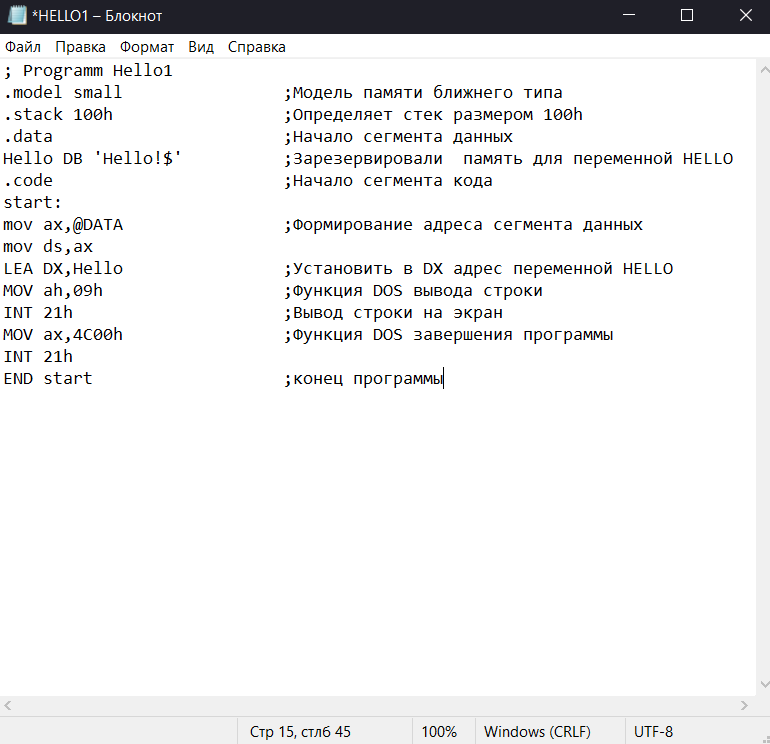 *HELLO1 – Блокнот
Файл Правка Формат Вид Справка
; Programm Hello1
.model small ;Модель памяти ближнего типа
.stack 100h ;Определяет стек размером 100h
.data ;Начало сегмента данных
Hello DB 'Hello!$' ;Зарезервировали  память для переменной HELLO
.code ;Начало сегмента кода
start:
mov ax,@DATA ;Формирование адреса сегмента данных
mov ds,ax
LEA DX,Hello ;Установить в DX адрес переменной HELLO
MOV ah,09h ;Функция DOS вывода строки
INT 21h ;Вывод строки на экран
MOV ax,4C00h ;Функция DOS завершения программы
INT 21h
END start ;конец программы
Стр 15, стлб 45 100% Windows (CRLF) UTF-8